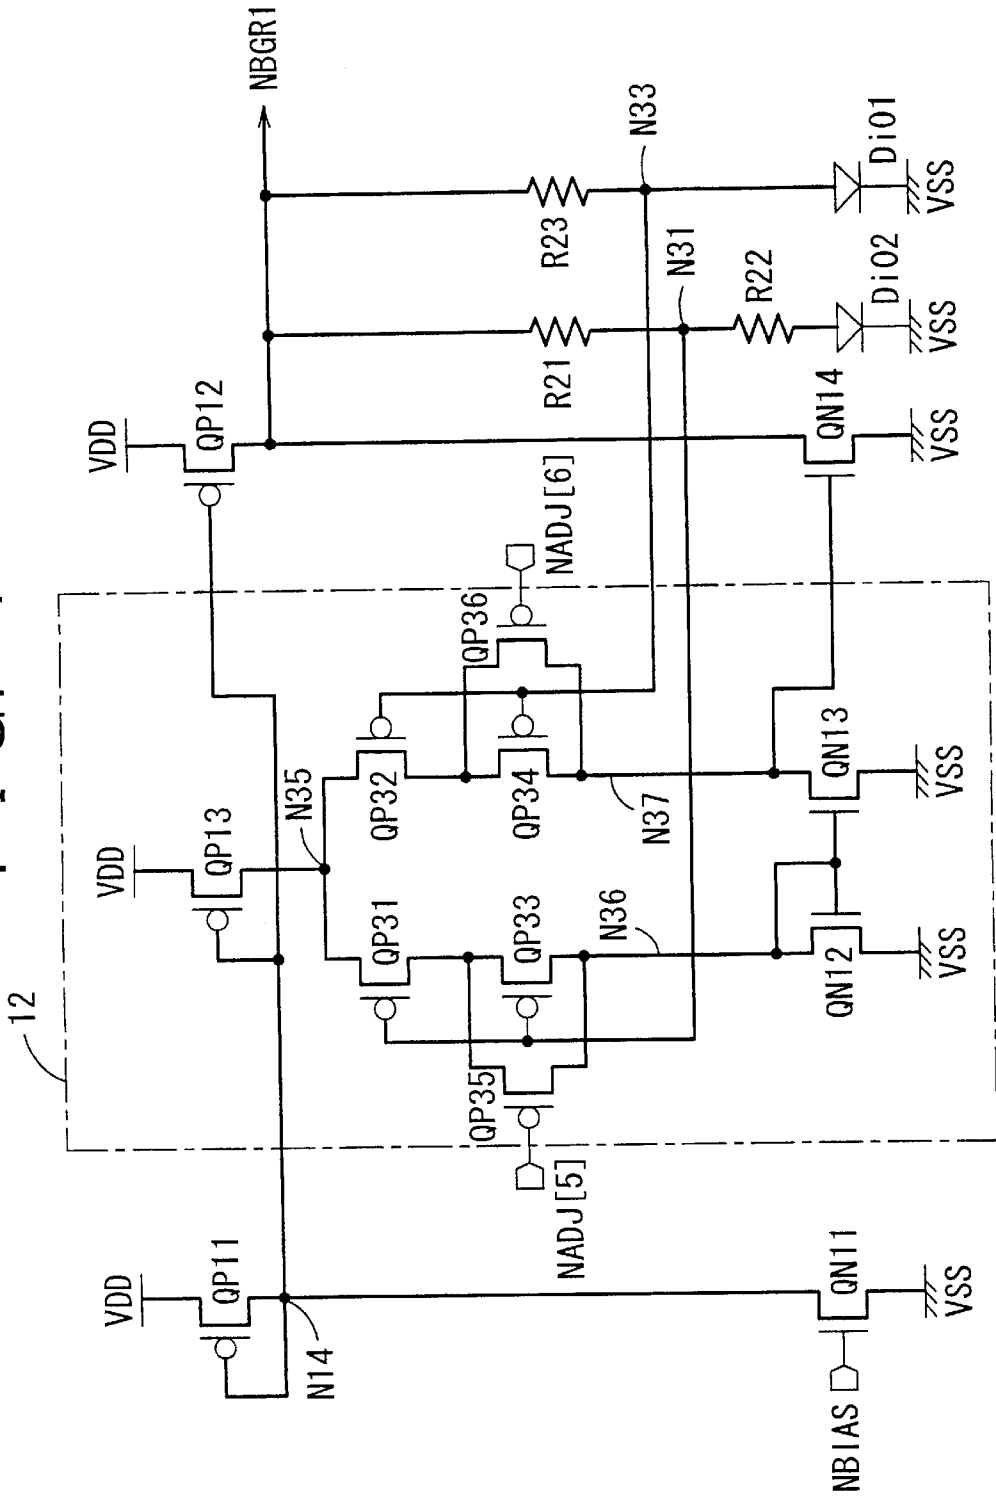 NBGR1
12
VDD
QP11
N14
VDD
QP13
N35
VDD
QP12
QP31
QP32
QP33
QP34
QP35
NADJ[5]
QP36
NADJ[6]
N36
N37
R21
R23
N31
N33
R22
DiO2
DiO1
NBIAS
QN11
VSS
QN12
VSS
QN13
VSS
QN14
VSS
VSS
VSS